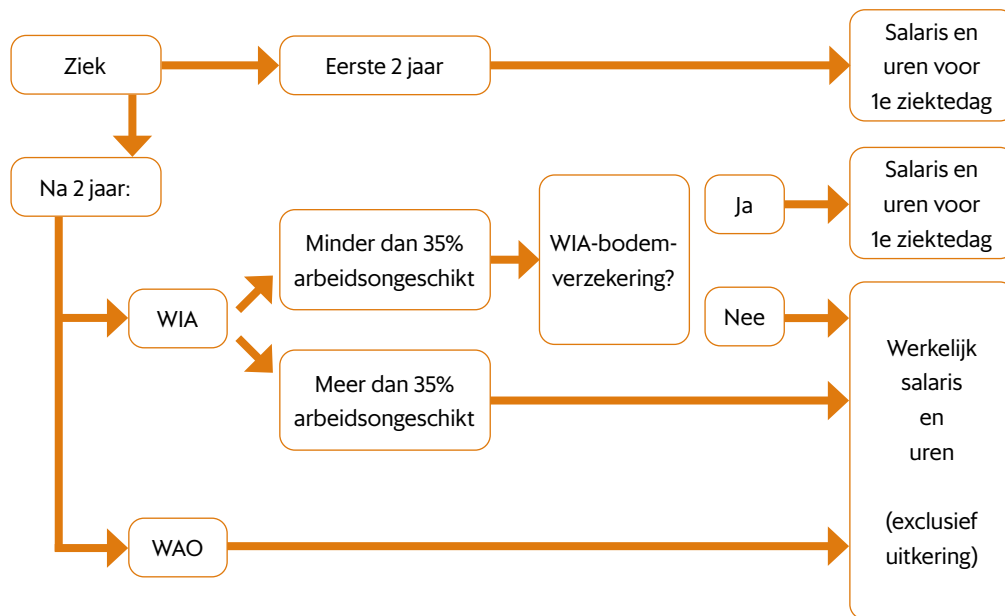 Ziek
Eerste 2 jaar
Salaris en
uren voor
1e ziektedag
Na 2 jaar:
Minder dan 35%
arbeidsongeschikt
WIA-bodem-
verzekering?
Ja
Salaris en
uren voor
1e ziektedag
Nee
WIA
Meer dan 35%
arbeidsongeschikt
Werkelijk
salaris
en
uren
(exclusief
uitkering)
WAO